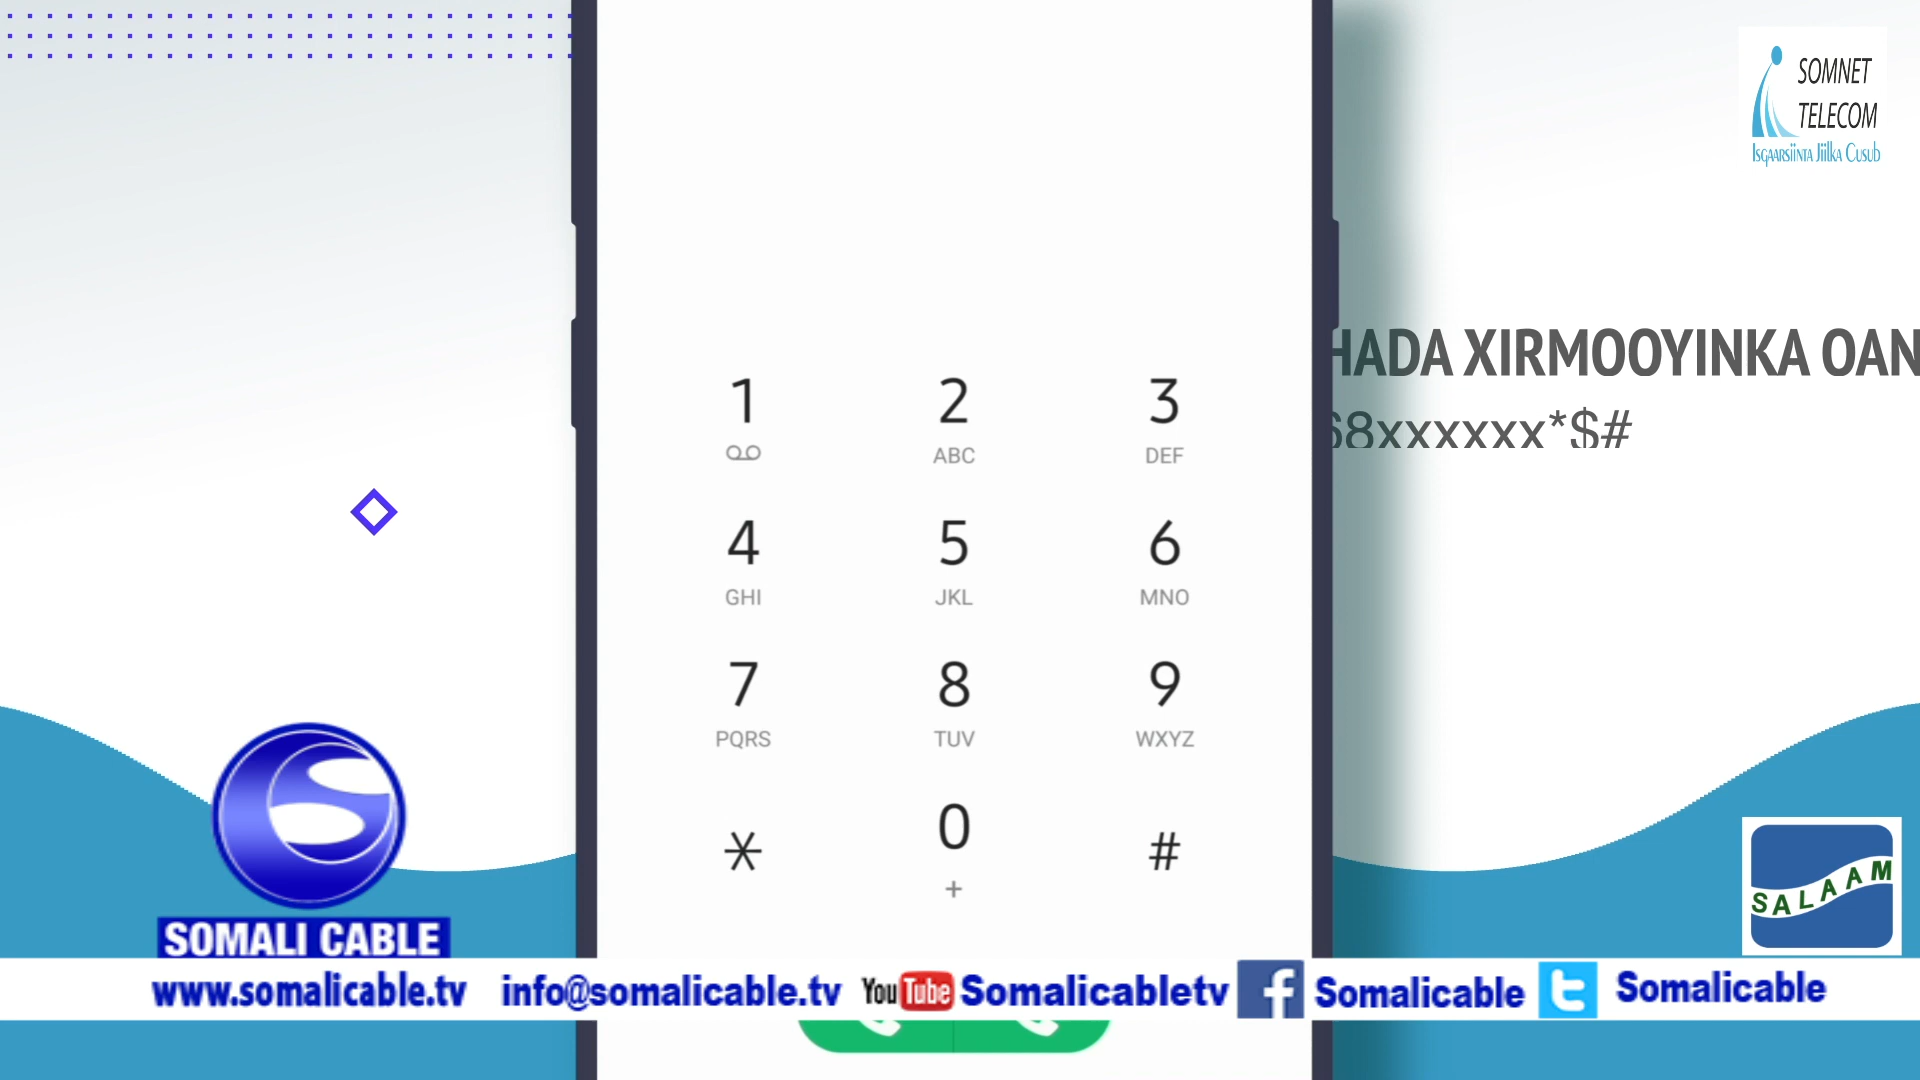 SOMNET
TELECOM
Isgaarsiinta Jiilka Cusub
HADA XIRMOOYINKA OAN
68xxxxxx*$#
1
2
ABC
3
DEF
4
GHI
5
JKL
6
MNO
7
PQRS
8
TUV
9
WXYZ
*
0
+
#
SALAAM
SOMALI CABLE
www.somalicable.tv info@somalicable.tv YouTube Somalicabletv f Somalicable t Somalicable